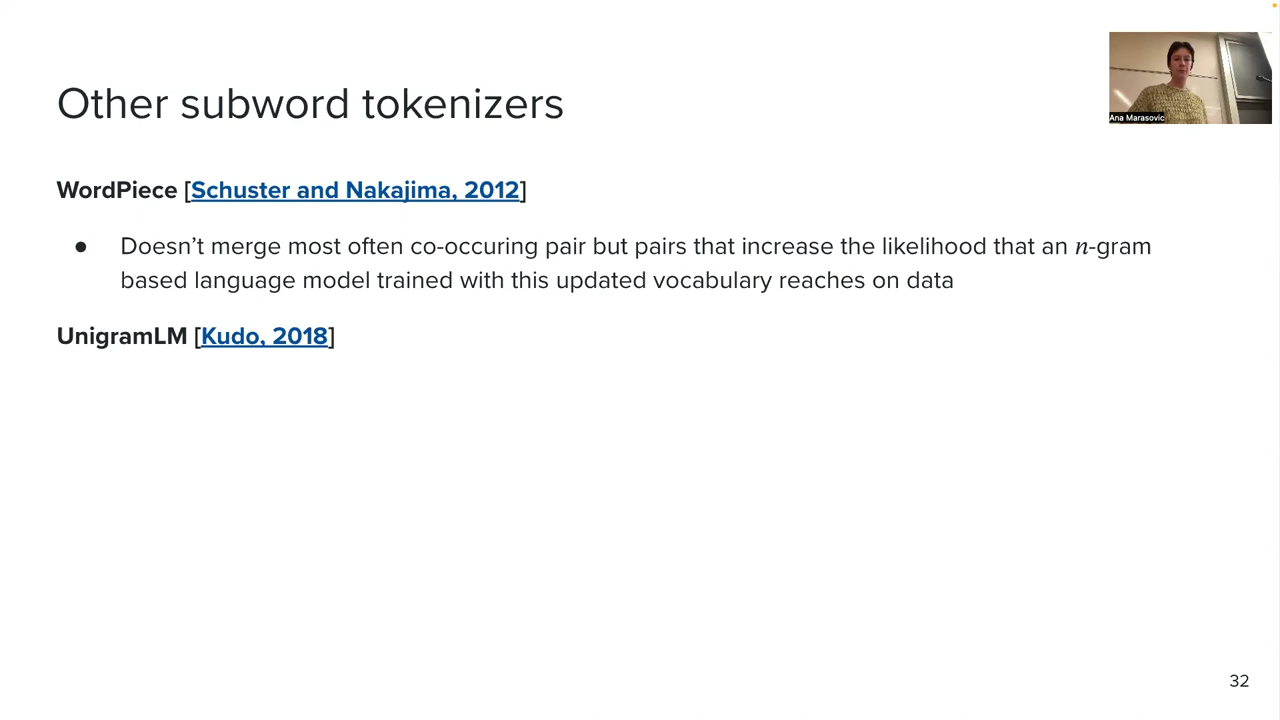 Other subword tokenizers
Ana Marasovic
WordPiece [Schuster and Nakajima, 2012]
● Doesn’t merge most often co-occuring pair but pairs that increase the likelihood that an n-gram
based language model trained with this updated vocabulary reaches on data
UnigramLM [Kudo, 2018]
32